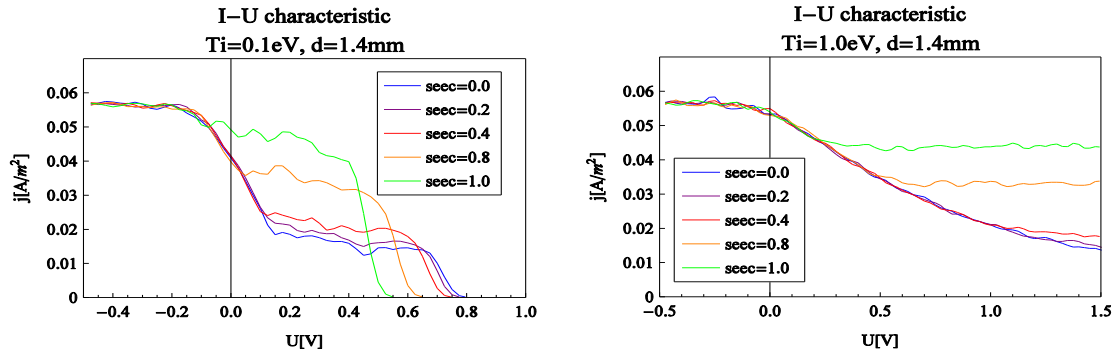 I−U characteristic
Ti=0.1eV, d=1.4mm
j[A/m²]
0.06
0.05
0.04
0.03
0.02
0.01
0
−0.4 −0.2 0.0 0.2 0.4 0.6 0.8 1.0
U[V]
seec=0.0
seec=0.2
seec=0.4
seec=0.8
seec=1.0
I−U characteristic
Ti=1.0eV, d=1.4mm
j[A/m²]
0.06
0.05
0.04
0.03
0.02
0.01
0
−0.5 0.0 0.5 1.0 1.5
U[V]
seec=0.0
seec=0.2
seec=0.4
seec=0.8
seec=1.0